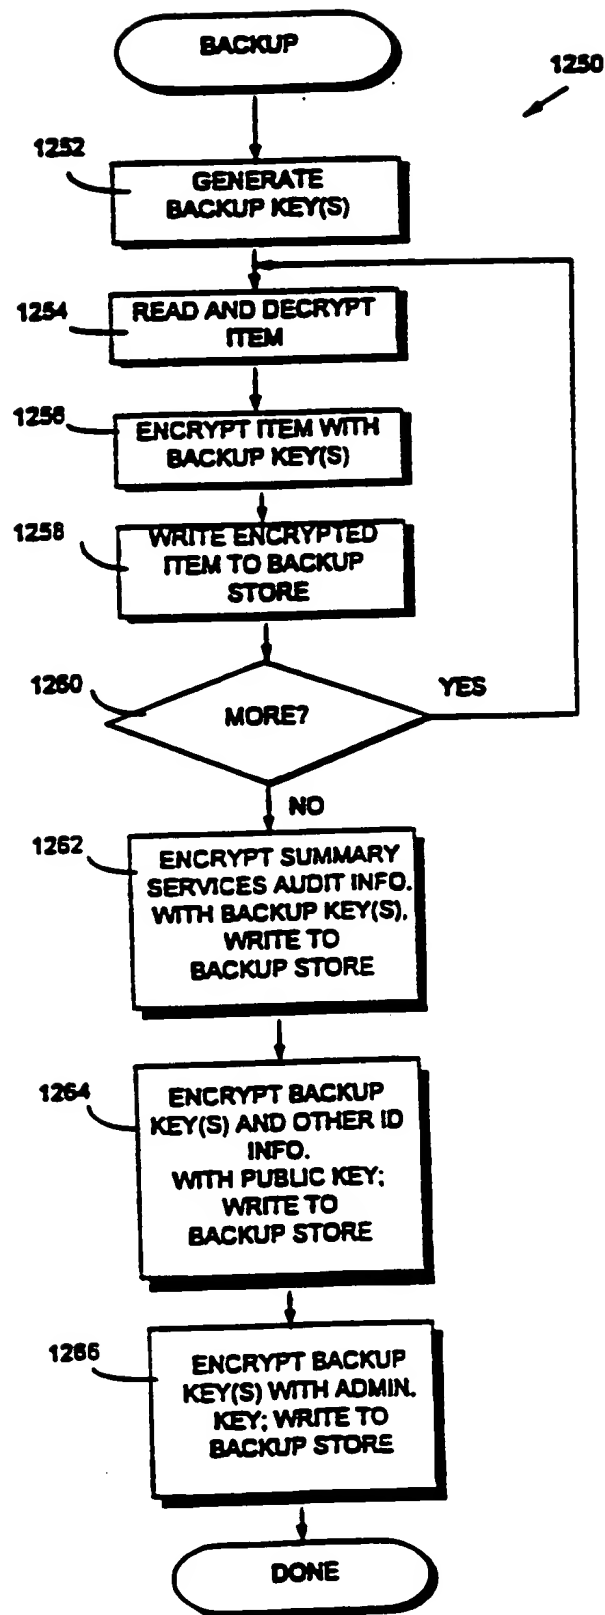 BACKUP
1250
1252
GENERATE
BACKUP KEY(S)
1254
READ AND DECRYPT
ITEM
1256
ENCRYPT ITEM WITH
BACKUP KEY(S)
1258
WRITE ENCRYPTED
ITEM TO BACKUP
STORE
1260
MORE?
YES
NO
1262
ENCRYPT SUMMARY
SERVICES AUDIT INFO.
WITH BACKUP KEY(S).
WRITE TO
BACKUP STORE
1264
ENCRYPT BACKUP
KEY(S) AND OTHER ID
INFO.
WITH PUBLIC KEY;
WRITE TO
BACKUP STORE
1266
ENCRYPT BACKUP
KEY(S) WITH ADMIN.
KEY; WRITE TO
BACKUP STORE
DONE